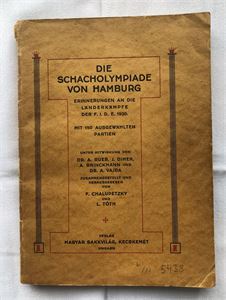 DIE
SCHACHOLYMPIADE
VON HAMBURG
ERINNERUNGEN AN DIE
LÄNDERKÄMPFE
DER F. I. D. E. 1930.
MIT 150 AUSGEWÄHLTEN
PARTIEN
UNTER MITWIRKUNG VON
DR. A. RUEB, J. DIMER,
A. BRINCKMANN UND
DR. A. VAJDA
ZUSAMMENGESTELLT UND
HERAUSGEGEBEN
VON
F. CHALUPETZKY
UND
L. TÓTH
VERLAG
MAGYAR SAKKVILÁG, KECSKEMÉT
UNGARN
5435